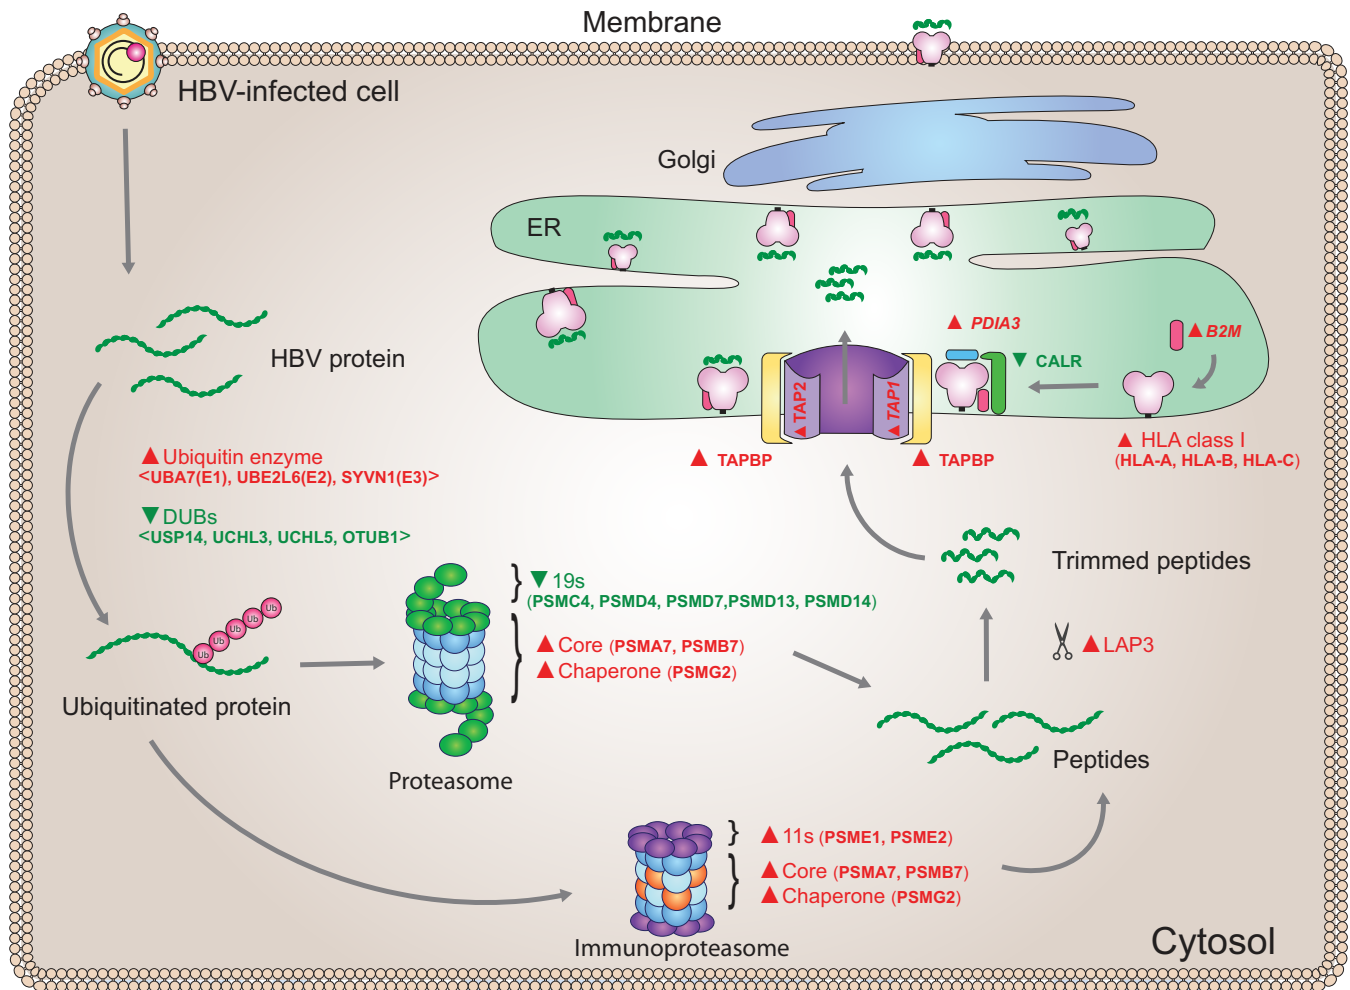 Membrane
HBV-infected cell
Golgi
ER
HBV protein
▲ PDIA3
▲ B2M
▼ CALR
▲TAP2
▲TAP1
▲ TAPBP
▲ TAPBP
▲ HLA class I
(HLA-A, HLA-B, HLA-C)
▲ Ubiquitin enzyme
<UBA7(E1), UBE2L6(E2), SYVN1(E3)>
▼ DUBs
<USP14, UCHL3, UCHL5, OTUB1>
Trimmed peptides
▼ 19s
(PSMC4, PSMD4, PSMD7,PSMD13, PSMD14)
▲ Core (PSMA7, PSMB7)
▲ Chaperone (PSMG2)
▲ LAP3
Ub
Ub
Ub
Ub
Ub
Ubiquitinated protein
Proteasome
Peptides
▲ 11s (PSME1, PSME2)
▲ Core (PSMA7, PSMB7)
▲ Chaperone (PSMG2)
Immunoproteasome
Cytosol